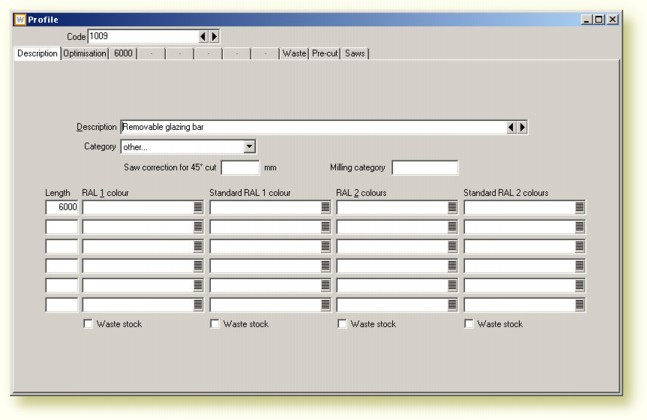 W Profile
Code 1009
Description Optimisation 6000 - - - - - Waste Pre-cut Saws
Description Removable glazing bar
Category other...
Saw correction for 45° cut mm Milling category
Length RAL 1 colour Standard RAL 1 colour RAL 2 colours Standard RAL 2 colours
6000
Waste stock Waste stock Waste stock Waste stock